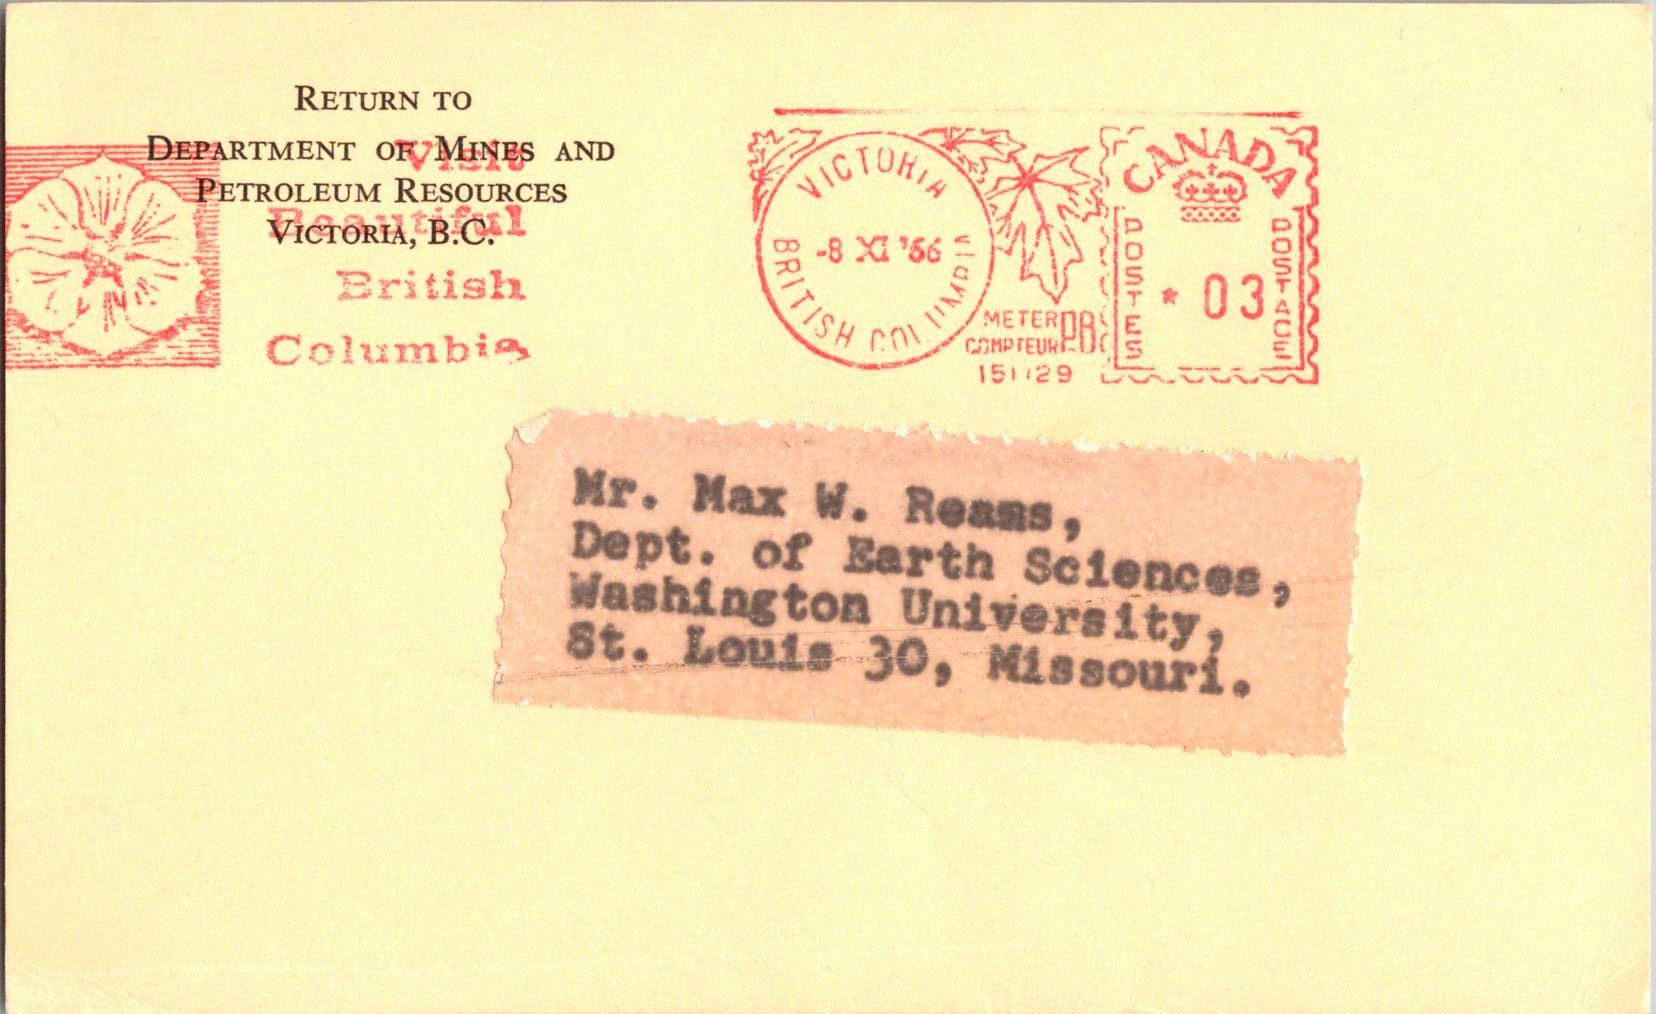 RETURN TO
DEPARTMENT OF MINES AND
PETROLEUM RESOURCES
VICTORIA, B.C.
Visit
Beautiful
British
Columbia
VICTORIA
-8 XI '66
BRITISH COLUMBIA
METER
COMPTEUR
PB
CANADA
POSTES
* 03
POSTAGE
Mr. Max W. Reams,
Dept. of Earth Sciences,
Washington University,
St. Louis 30, Missouri.